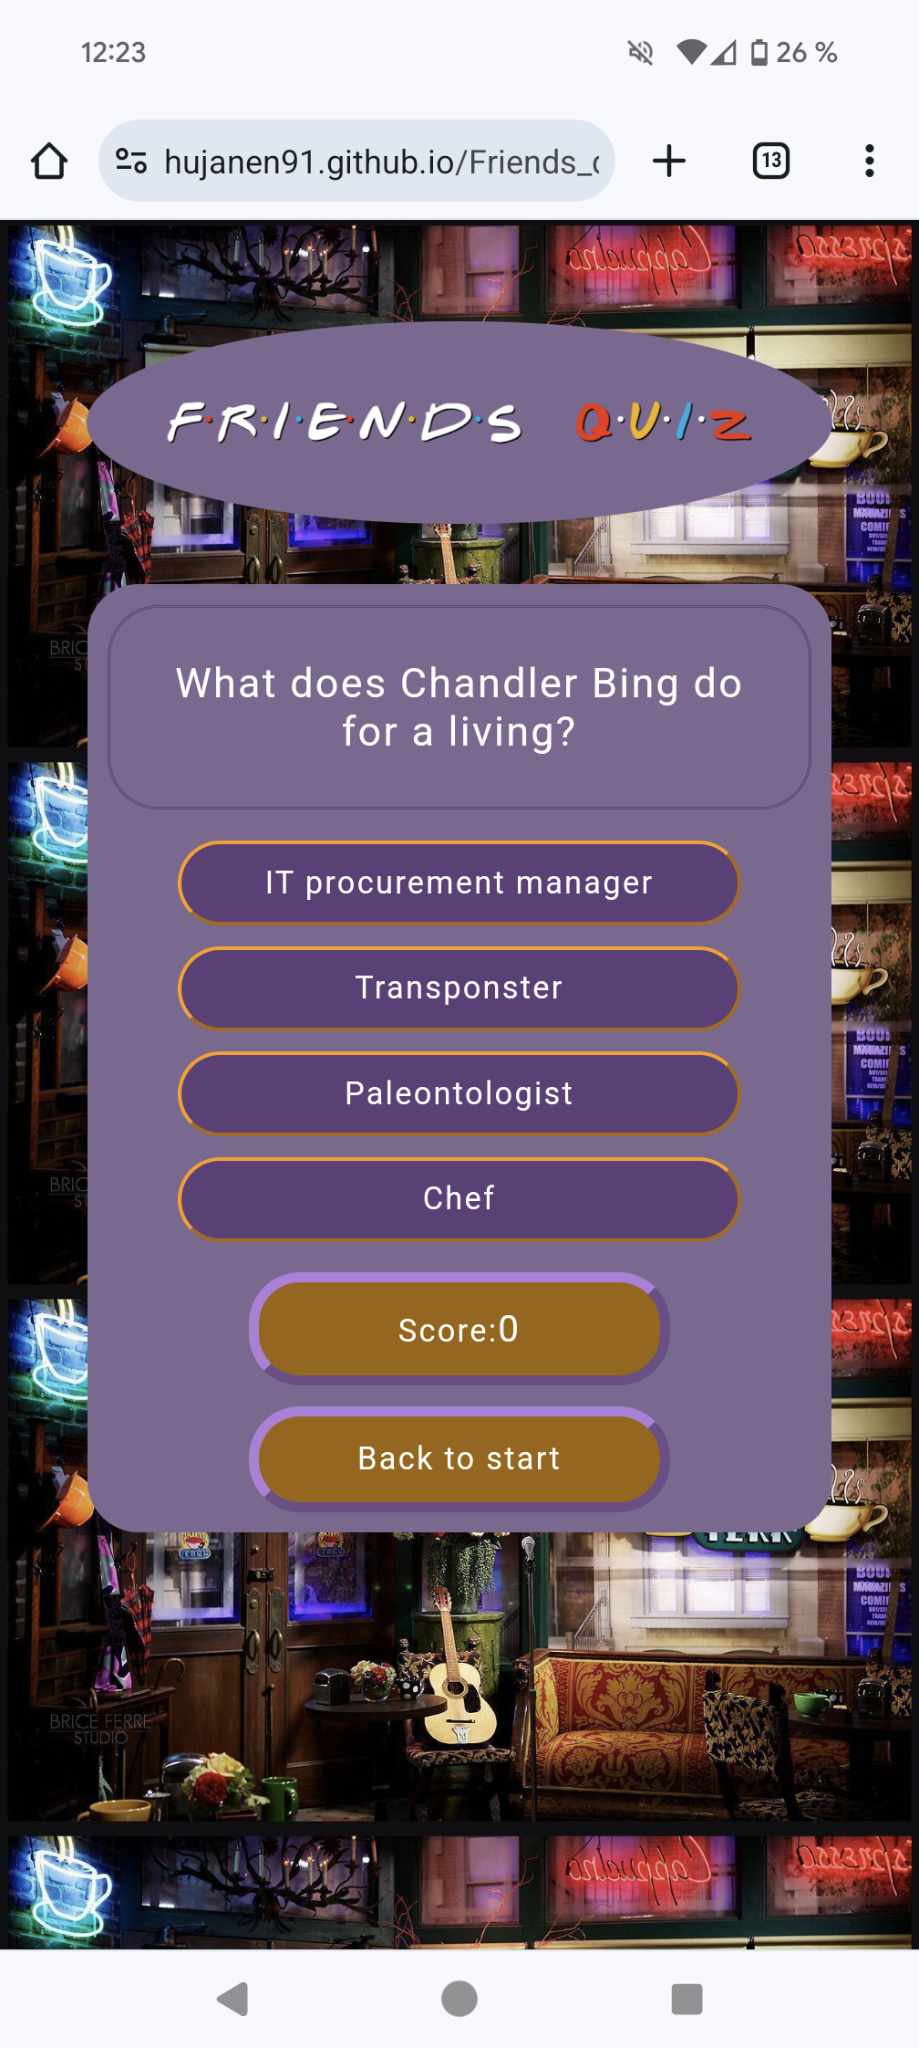 12:23
26 %
hujanen91.github.io/Friends_
13
F·R·I·E·N·D·S Q·U·I·Z
What does Chandler Bing do
for a living?
IT procurement manager
Transponster
Paleontologist
Chef
Score:0
Back to start
BRICE FERRE
STUDIO